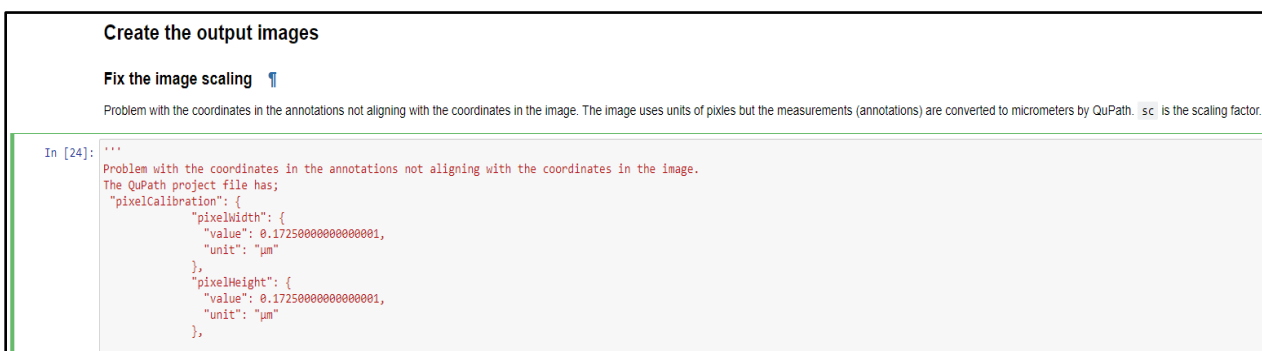 Create the output images
Fix the image scaling ¶
Problem with the coordinates in the annotations not aligning with the coordinates in the image. The image uses units of pixles but the measurements (annotations) are converted to micrometers by QuPath. sc is the scaling factor.
In [24]: '''
Problem with the coordinates in the annotations not aligning with the coordinates in the image.
The QuPath project file has;
"pixelCalibration": {
"pixelWidth": {
"value": 0.17250000000000001,
"unit": "µm"
},
"pixelHeight": {
"value": 0.17250000000000001,
"unit": "µm"
},